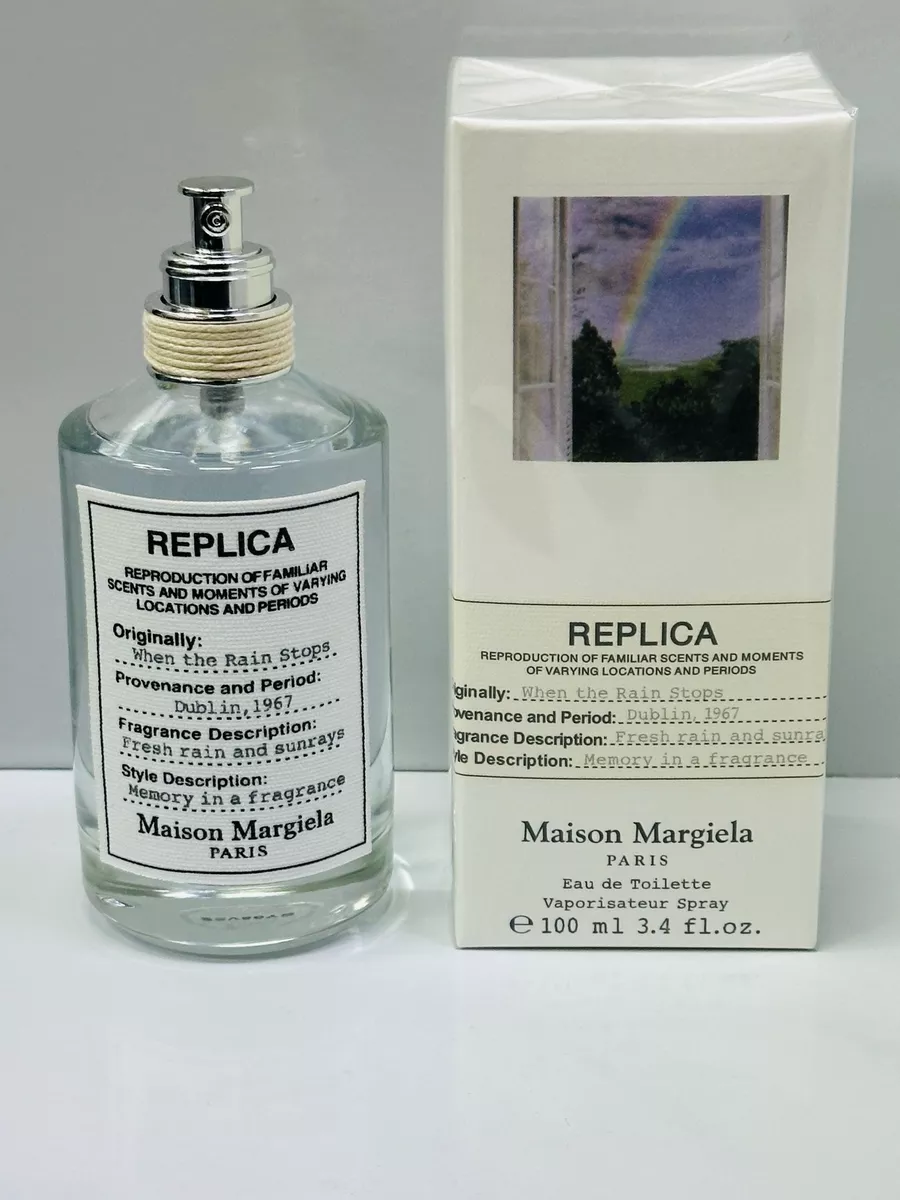 REPLICA
REPRODUCTION OF FAMILIAR
SCENTS AND MOMENTS OF VARYING
LOCATIONS AND PERIODS
Originally:
When the Rain Stops
Provenance and Period:
Dublin, 1967
Fragrance Description:
Fresh rain and sunrays
Style Description:
Memory in a fragrance
Maison Margiela
PARIS
REPLICA
REPRODUCTION OF FAMILIAR SCENTS AND MOMENTS
OF VARYING LOCATIONS AND PERIODS
ginally: When the Rain Stops
venance and Period: Dublin, 1967
grance Description: Fresh rain and sunra
le Description: Memory in a fragrance
Maison Margiela
PARIS
Eau de Toilette
Vaporisateur Spray
℮ 100 ml 3.4 fl.oz.